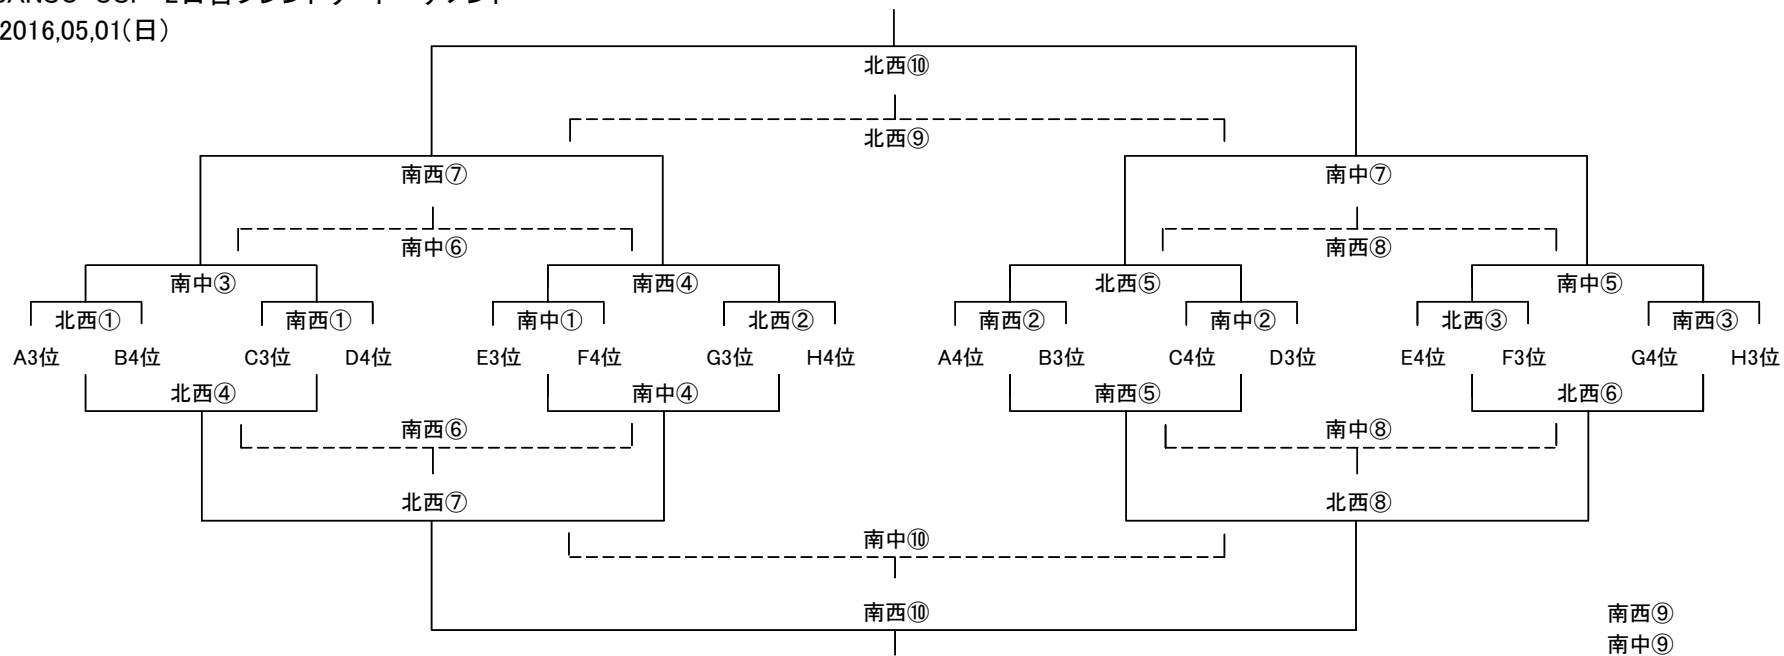 2016,05,01(日)
北西⑩
北西⑨
南西⑦ 南中⑦
南中⑥ 南西⑧
南中③ 南西④ 北西⑤ 南中⑤
北西① 南西① 南中① 北西② 南西② 南中② 北西③ 南西③
A3位 B4位 C3位 D4位 E3位 F4位 G3位 H4位 A4位 B3位 C4位 D3位 E4位 F3位 G4位 H3位
北西④ 南中④ 南西⑤ 北西⑥
南西⑥ 南中⑧
北西⑦ 北西⑧
南中⑩
南西⑩
南西⑨
南中⑨